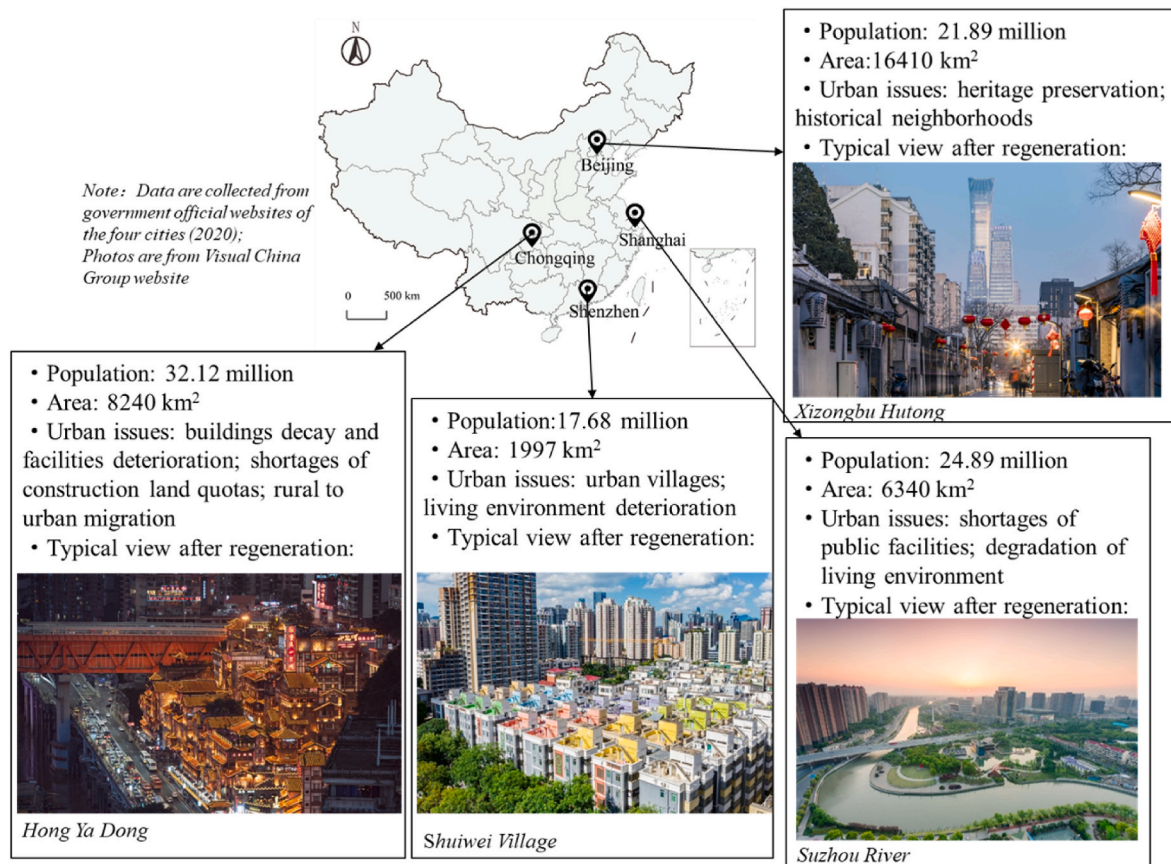 N
Beijing
Shanghai
Chongqing
Shenzhen
0 500 km
Note: Data are collected from
government official websites of
the four cities (2020);
Photos are from Visual China
Group website
• Population: 21.89 million
• Area:16410 km²
• Urban issues: heritage preservation;
historical neighborhoods
• Typical view after regeneration:
Xizongbu Hutong
• Population: 32.12 million
• Area: 8240 km²
• Urban issues: buildings decay and
facilities deterioration; shortages of
construction land quotas; rural to
urban migration
• Typical view after regeneration:
Hong Ya Dong
• Population:17.68 million
• Area: 1997 km²
• Urban issues: urban villages;
living environment deterioration
• Typical view after regeneration:
Shuiwei Village
• Population: 24.89 million
• Area: 6340 km²
• Urban issues: shortages of
public facilities; degradation of
living environment
• Typical view after regeneration:
Suzhou River